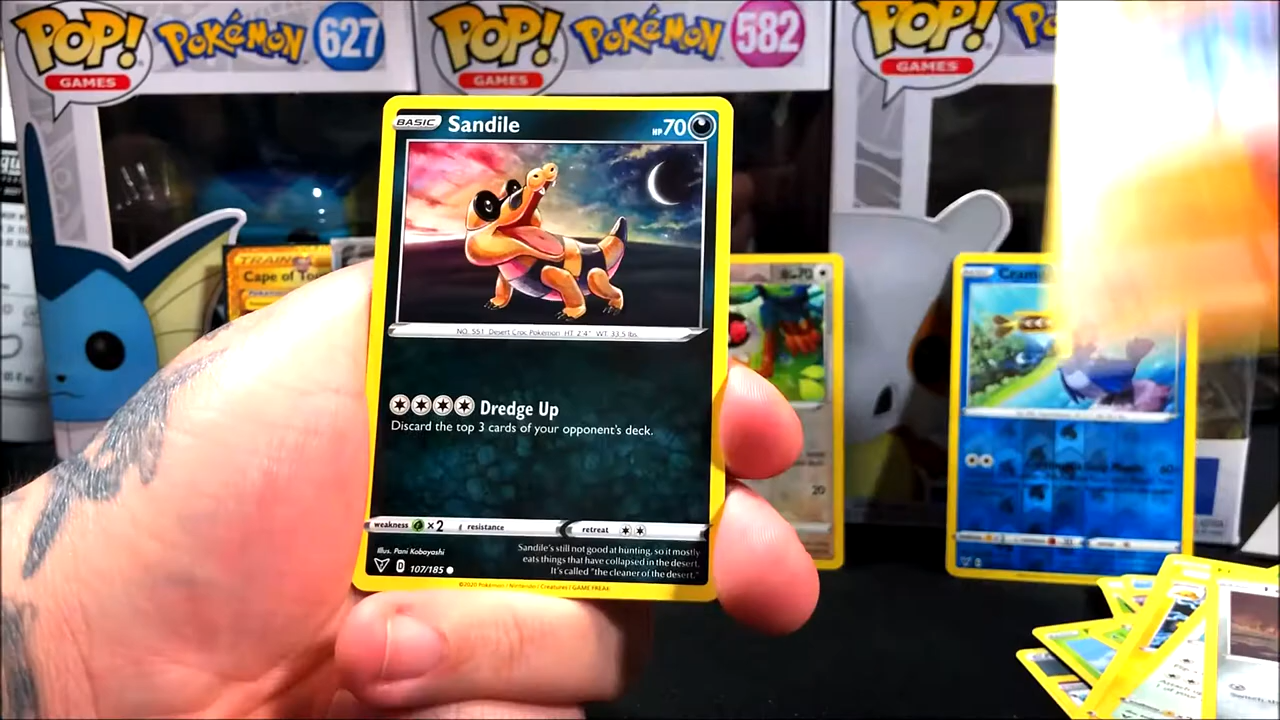 POP!
GAMES
POKéMON
627
POP!
GAMES
POKéMON
582
POP!
GAMES
BASIC Sandile HP 70
NO. 551 Desert Croc Pokémon HT: 2'4" WT: 33.5 lbs.
Dredge Up
Discard the top 3 cards of your opponent's deck.
weakness ×2 resistance retreat
Illus. Pani Kobayashi
Sandile's still not good at hunting, so it mostly
eats things that have collapsed in the desert.
It's called "the cleaner of the desert."
D 107/185
©2020 Pokémon / Nintendo / Creatures / GAME FREAK
TRAINER
Cape of
70
20
60